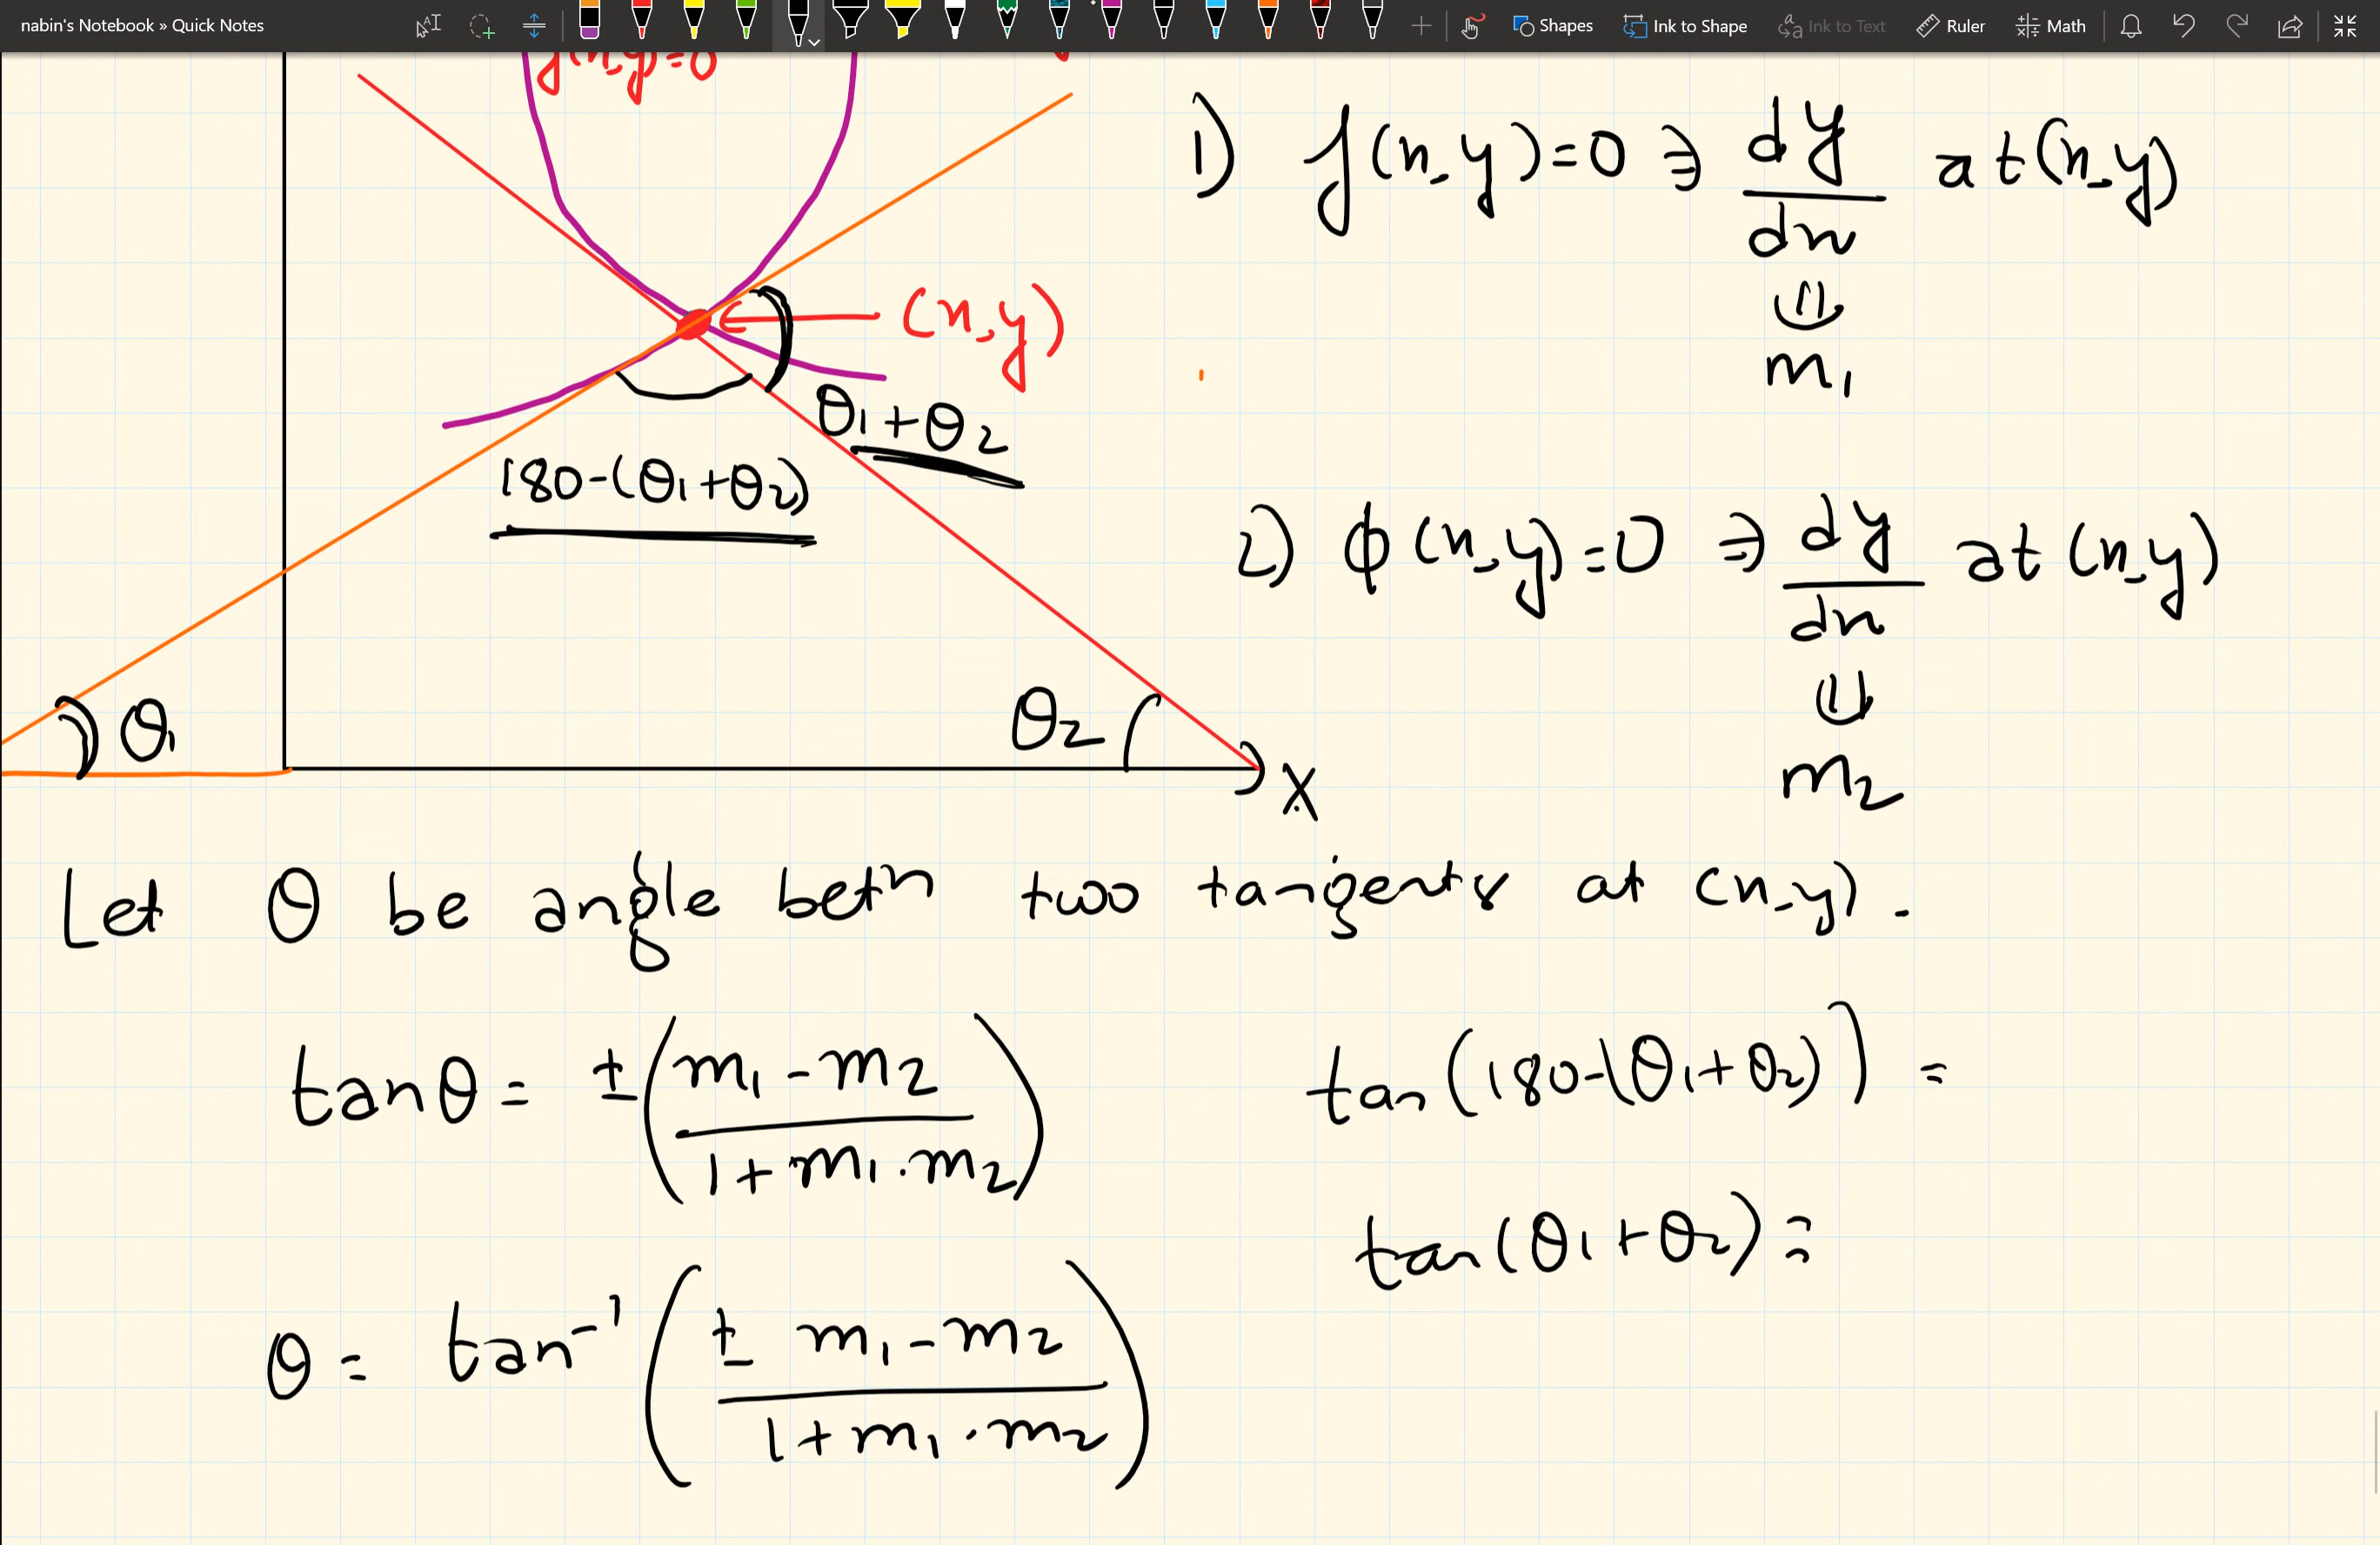 nabin's Notebook » Quick Notes
Shapes
Ink to Shape
Ink to Text
Ruler
Math
f(x,y)=0
1) f(x,y)=0 ⇒ dy/dx at (x,y)
⇓
m₁
(x,y)
θ₁+θ₂
180-(θ₁+θ₂)
2) φ(x,y)=0 ⇒ dy/dx at (x,y)
⇓
m₂
θ₁
θ₂
X
Let θ be angle betn two tangents at (x,y).
tanθ = ±(m₁-m₂/1+m₁.m₂)
tan(180-(θ₁+θ₂)) =
tan(θ₁+θ₂) =
θ = tan⁻¹(± m₁-m₂/1+m₁.m₂)